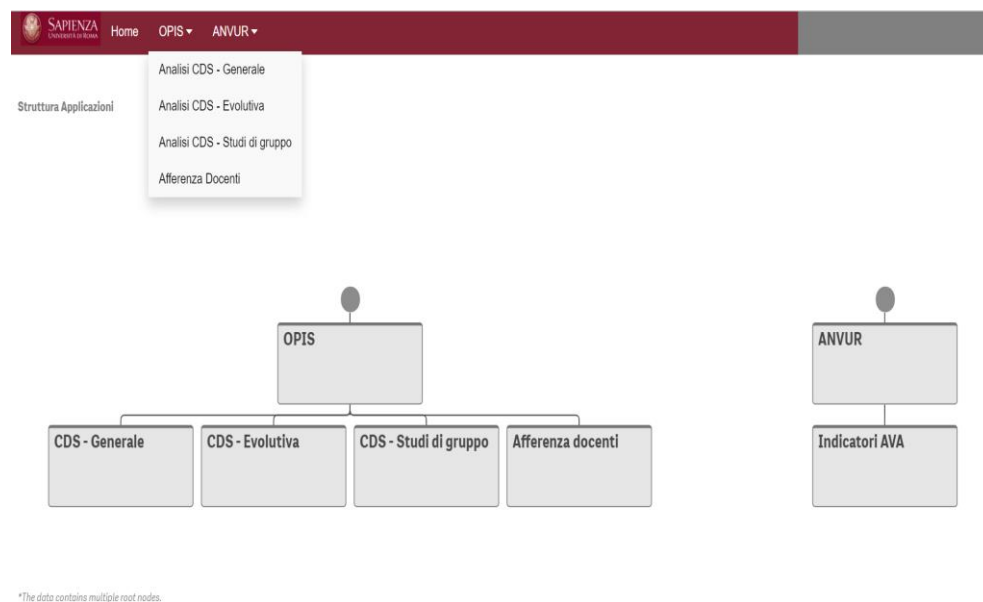 SAPIENZA
UNIVERSITÀ DI ROMA
Home OPIS ANVUR
Analisi CDS - Generale
Analisi CDS - Evolutiva
Analisi CDS - Studi di gruppo
Afferenza Docenti
Struttura Applicazioni
OPIS
ANVUR
CDS - Generale
CDS - Evolutiva
CDS - Studi di gruppo
Afferenza docenti
Indicatori AVA
*The data contains multiple root nodes.